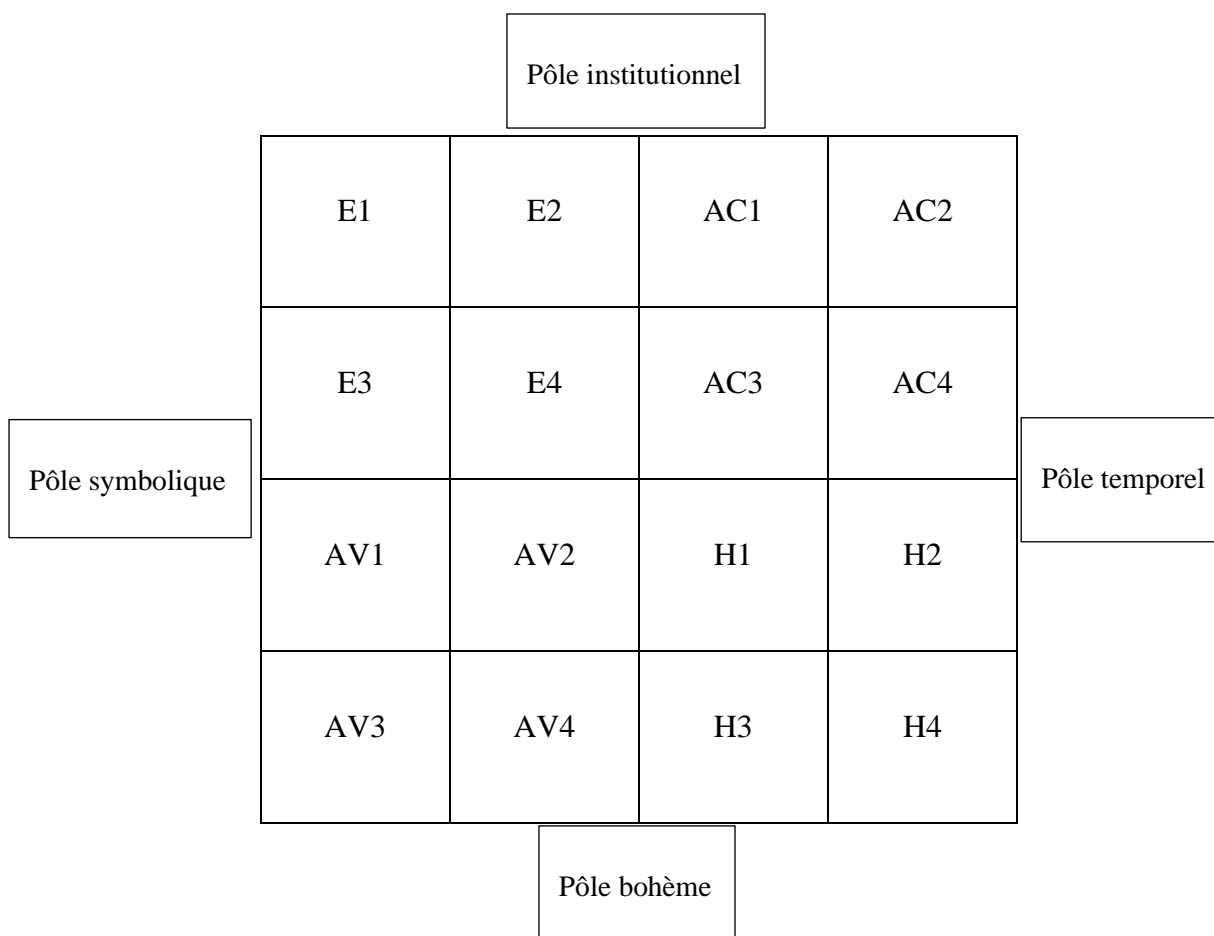 Pôle institutionnel
E1 E2 AC1 AC2
E3 E4 AC3 AC4
Pôle symbolique
Pôle temporel
AV1 AV2 H1 H2
AV3 AV4 H3 H4
Pôle bohème